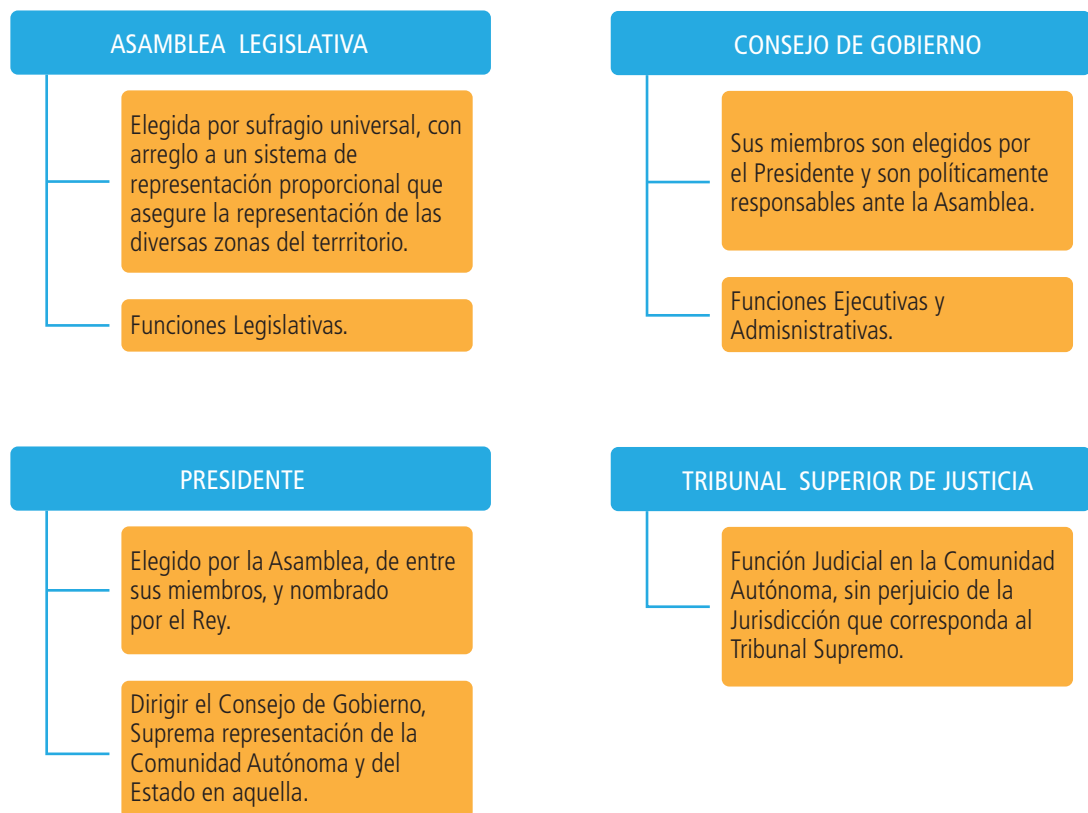 ASAMBLEA LEGISLATIVA
Elegida por sufragio universal, con
arreglo a un sistema de
representación proporcional que
asegure la representación de las
diversas zonas del terrritorio.
Funciones Legislativas.
CONSEJO DE GOBIERNO
Sus miembros son elegidos por
el Presidente y son políticamente
responsables ante la Asamblea.
Funciones Ejecutivas y
Admisnistrativas.
PRESIDENTE
Elegido por la Asamblea, de entre
sus miembros, y nombrado
por el Rey.
Dirigir el Consejo de Gobierno,
Suprema representación de la
Comunidad Autónoma y del
Estado en aquella.
TRIBUNAL SUPERIOR DE JUSTICIA
Función Judicial en la Comunidad
Autónoma, sin perjuicio de la
Jurisdicción que corresponda al
Tribunal Supremo.